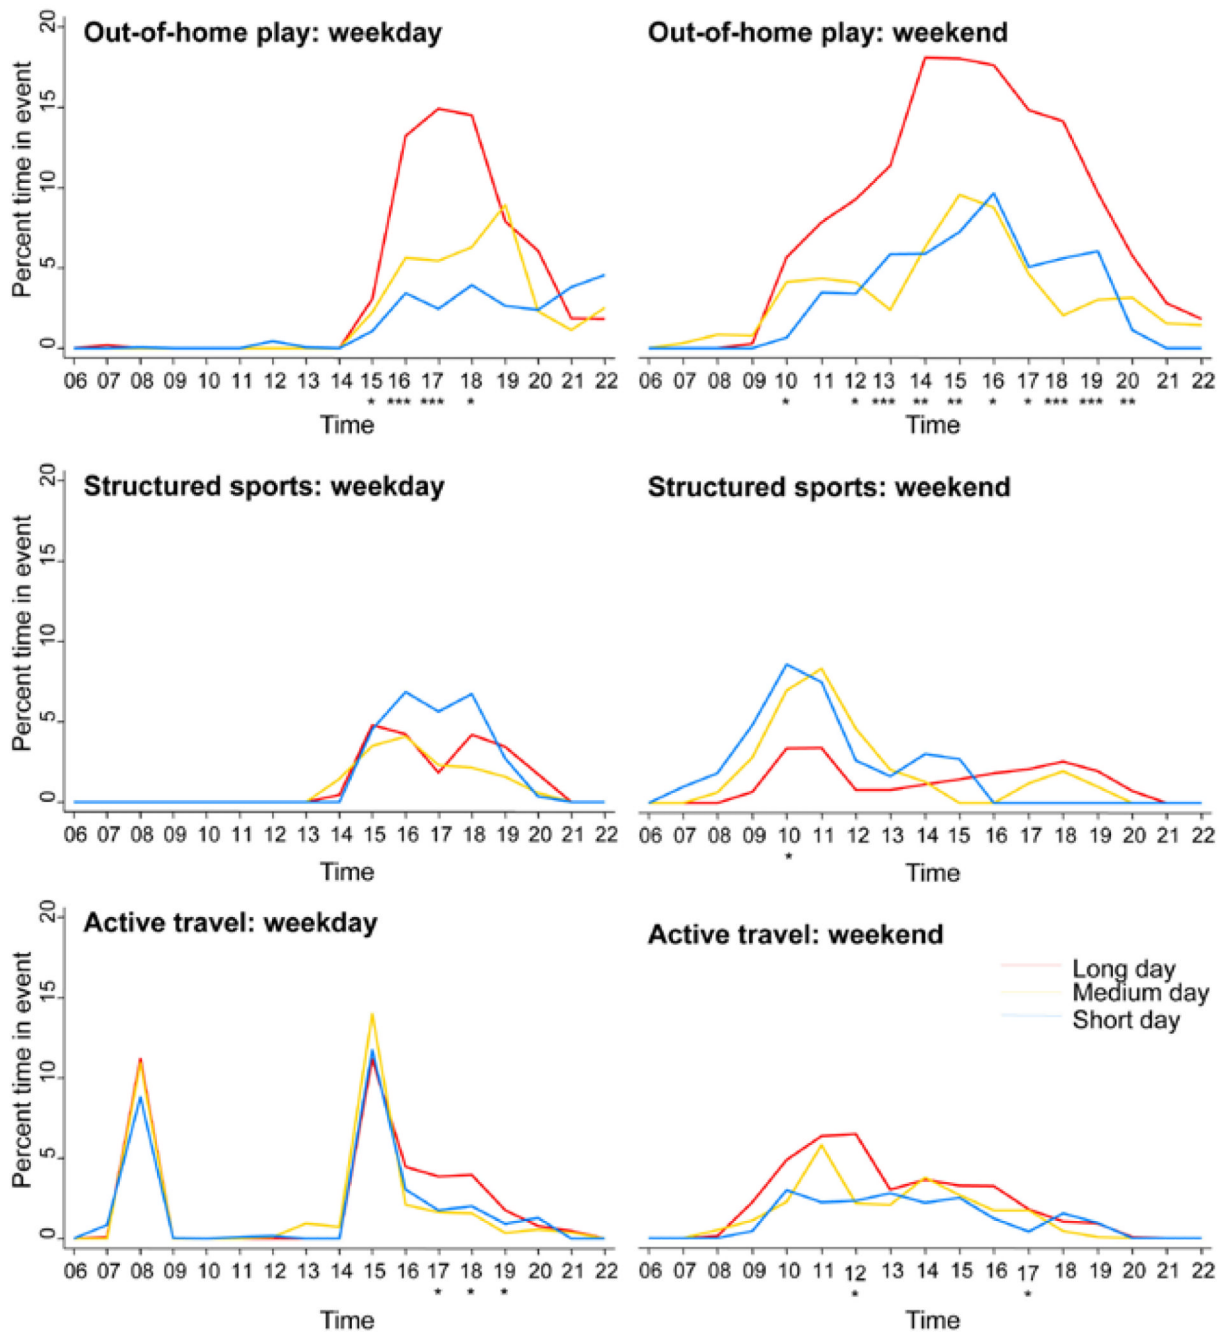 Out-of-home play: weekday
Percent time in event
20
15
10
5
0
06 07 08 09 10 11 12 13 14 15 16 17 18 19 20 21 22
* *** *** *
Time
Out-of-home play: weekend
06 07 08 09 10 11 12 13 14 15 16 17 18 19 20 21 22
* * *** ** ** * * *** *** **
Time
Structured sports: weekday
Percent time in event
20
15
10
5
0
06 07 08 09 10 11 12 13 14 15 16 17 18 19 20 21 22
Time
Structured sports: weekend
06 07 08 09 10 11 12 13 14 15 16 17 18 19 20 21 22
*
Time
Active travel: weekday
Percent time in event
20
15
10
5
0
06 07 08 09 10 11 12 13 14 15 16 17 18 19 20 21 22
* * *
Time
Active travel: weekend
Long day
Medium day
Short day
06 07 08 09 10 11 12 13 14 15 16 17 18 19 20 21 22
* *
Time